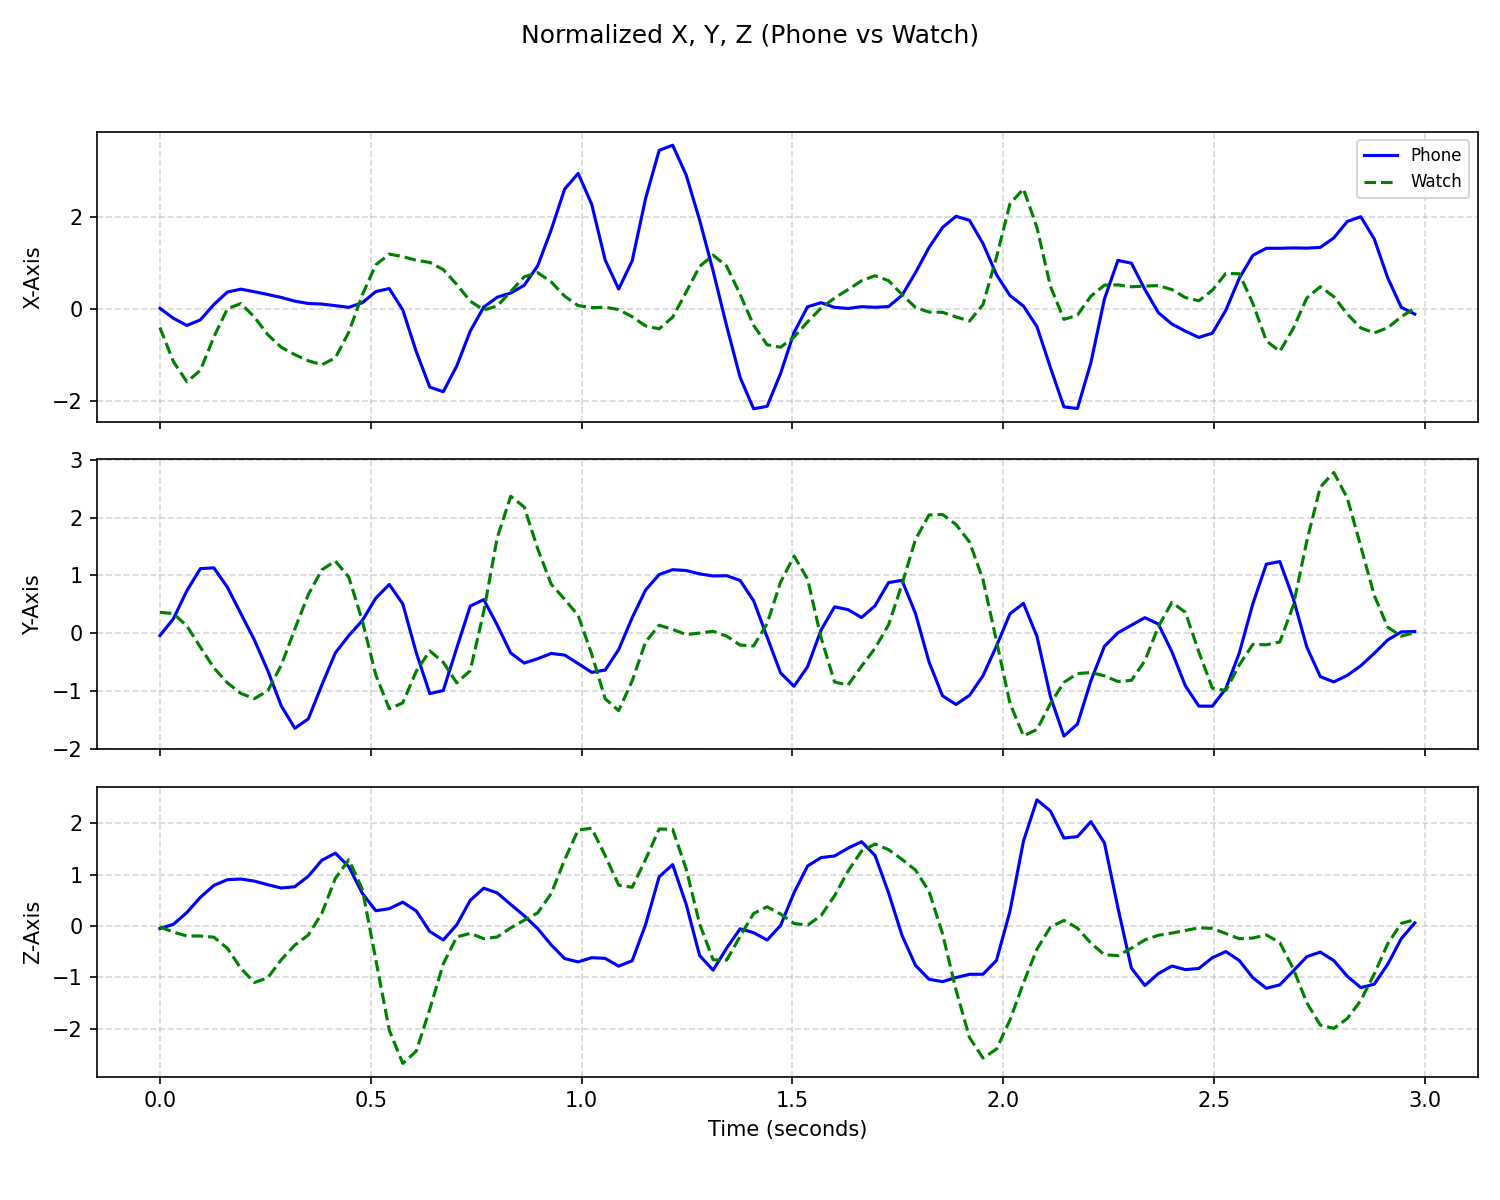 Normalized X, Y, Z (Phone vs Watch)
Phone
Watch
X-Axis
2
0
−2
Y-Axis
3
2
1
0
−1
−2
Z-Axis
2
1
0
−1
−2
0.0 0.5 1.0 1.5 2.0 2.5 3.0
Time (seconds)